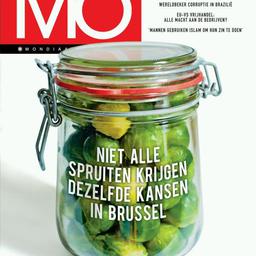 WERELDBEKER CORRUPTIE IN BRAZILIË
EU-VS VRIJHANDEL:
ALLE MACHT AAN DE BEDRIJVEN?
'MANNEN GEBRUIKEN ISLAM OM HUN ZIN TE DOEN'
MO
MONDIAA
NIET ALLE
SPRUITEN KRIJGEN
DEZELFDE KANSEN
IN BRUSSEL